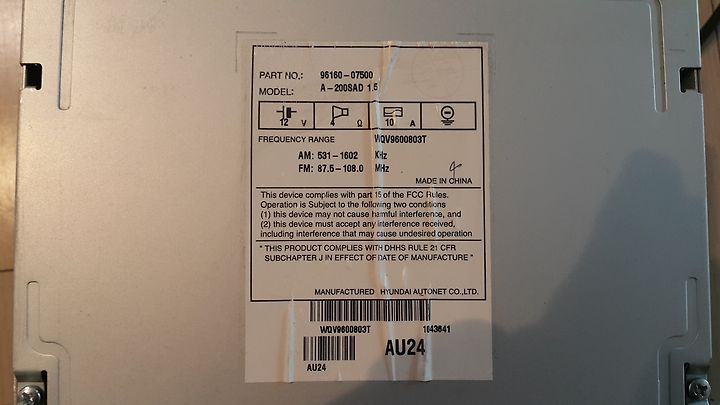 PART NO.: 96160-07500
MODEL: A-200SAD 1.5
12 V 4 Ω 10 A
FREQUENCY RANGE WQV9600803T
AM: 531-1602 KHz
FM: 87.5-108.0 MHz
MADE IN CHINA
This device complies with part 15 of the FCC Rules.
Operation is Subject to the following two conditions
(1) this device may not cause harmful interference, and
(2) this device must accept any interference received,
including interference that may cause undesired operation
" THIS PRODUCT COMPLIES WITH DHHS RULE 21 CFR
SUBCHAPTER J IN EFFECT OF DATE OF MANUFACTURE "
MANUFACTURED HYUNDAI AUTONET CO.,LTD.
WQV9600803T 1043641
AU24
AU24